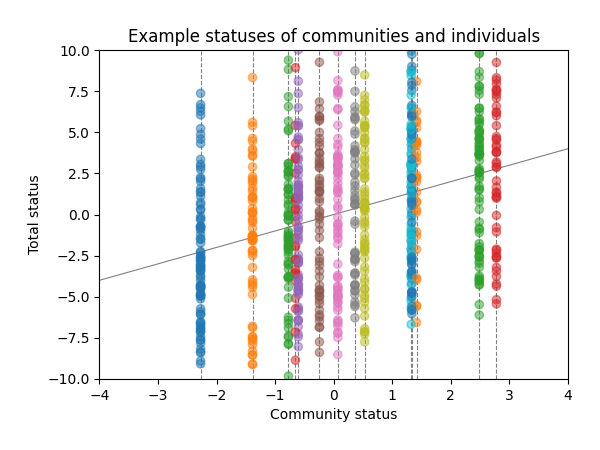 Example statuses of communities and individuals
10.0
7.5
5.0
2.5
0.0
−2.5
−5.0
−7.5
−10.0
Total status
−4 −3 −2 −1 0 1 2 3 4
Community status